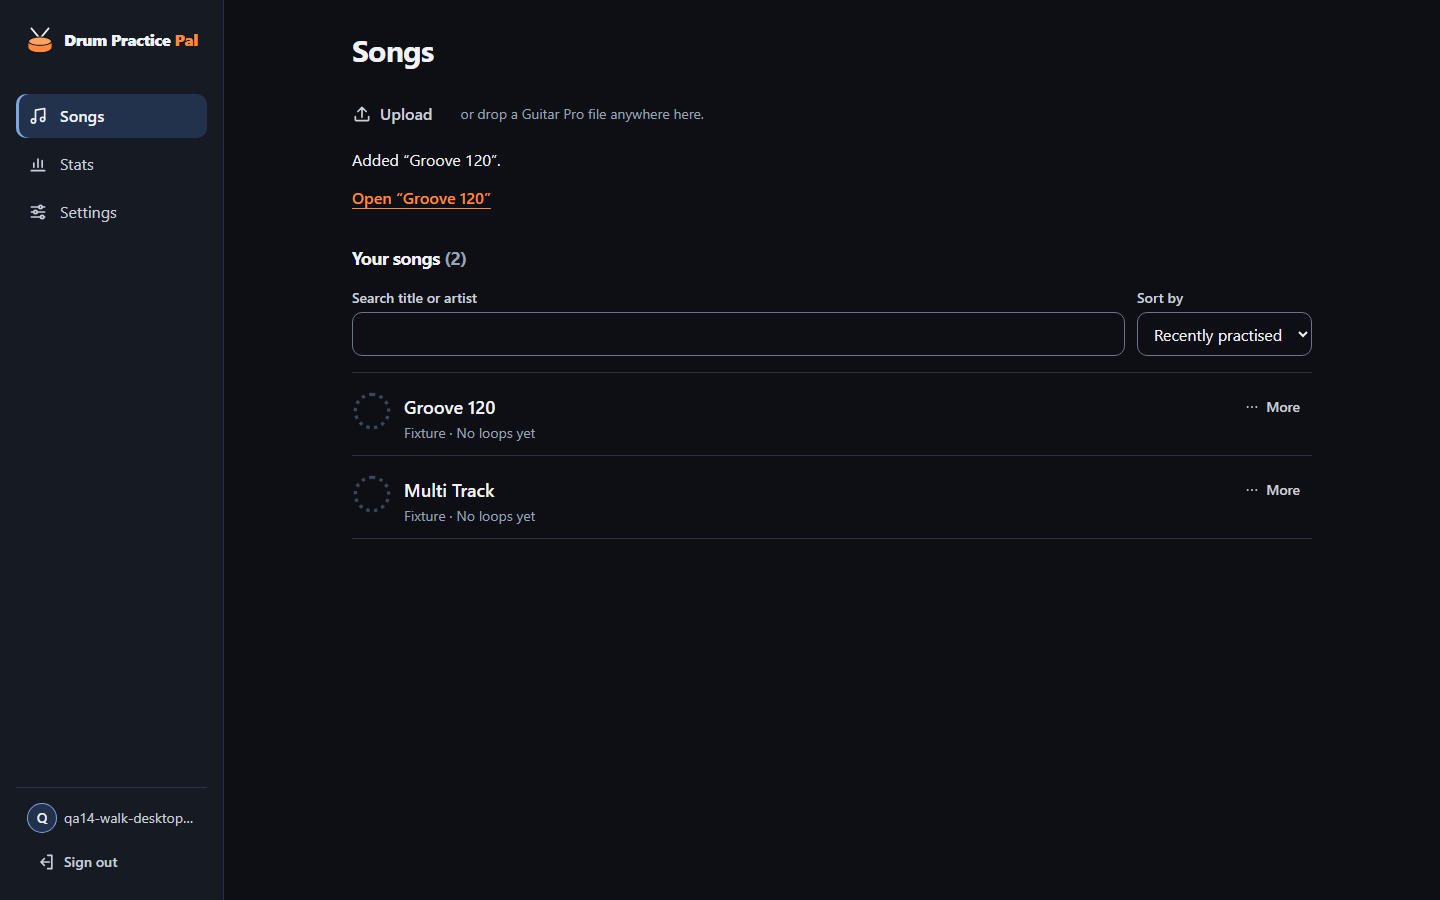 Drum Practice Pal
Songs
Stats
Settings
qa14-walk-desktop...
Q
Sign out
Songs
Upload or drop a Guitar Pro file anywhere here.
Added “Groove 120”.
Open “Groove 120”
Your songs (2)
Search title or artist
Sort by
Recently practised
Groove 120
··· More
Fixture · No loops yet
Multi Track
··· More
Fixture · No loops yet